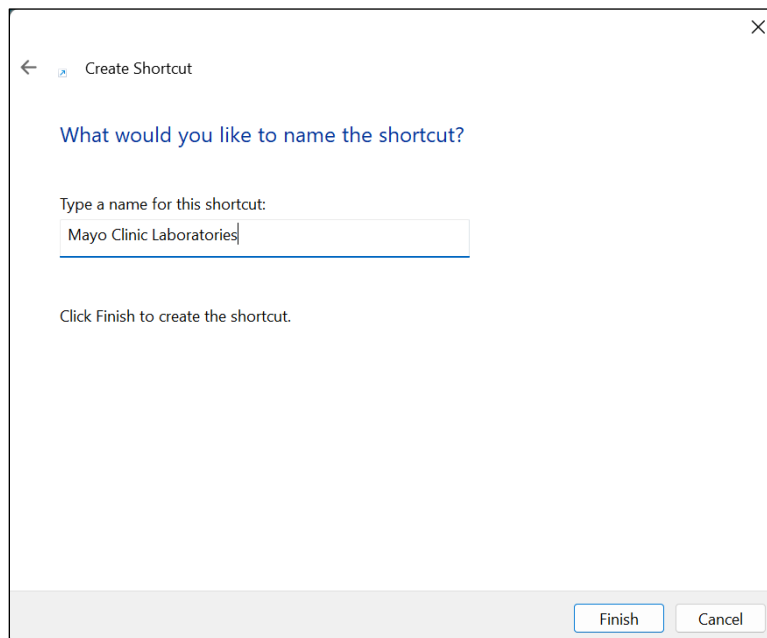 Create Shortcut
What would you like to name the shortcut?
Type a name for this shortcut:
Mayo Clinic Laboratories
Click Finish to create the shortcut.
Finish Cancel